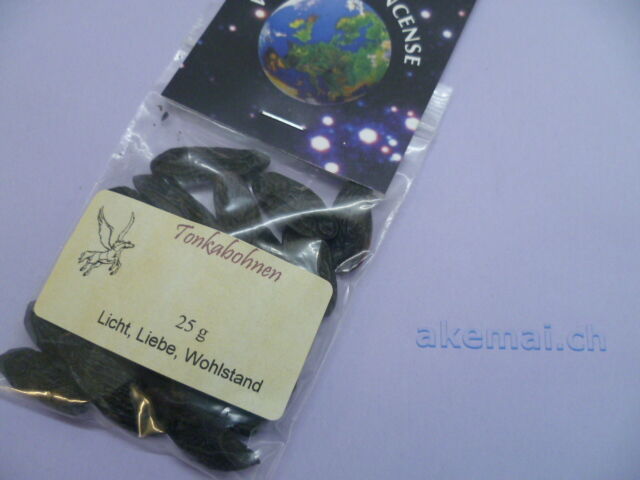 INCENSE
Tonkabohnen
25 g
Licht, Liebe, Wohlstand
akemai.ch